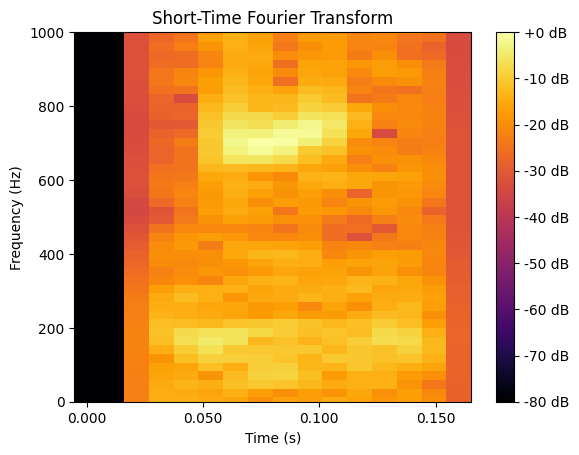 Short-Time Fourier Transform
Frequency (Hz)
1000
800
600
400
200
0
0.000 0.050 0.100 0.150
Time (s)
+0 dB
-10 dB
-20 dB
-30 dB
-40 dB
-50 dB
-60 dB
-70 dB
-80 dB